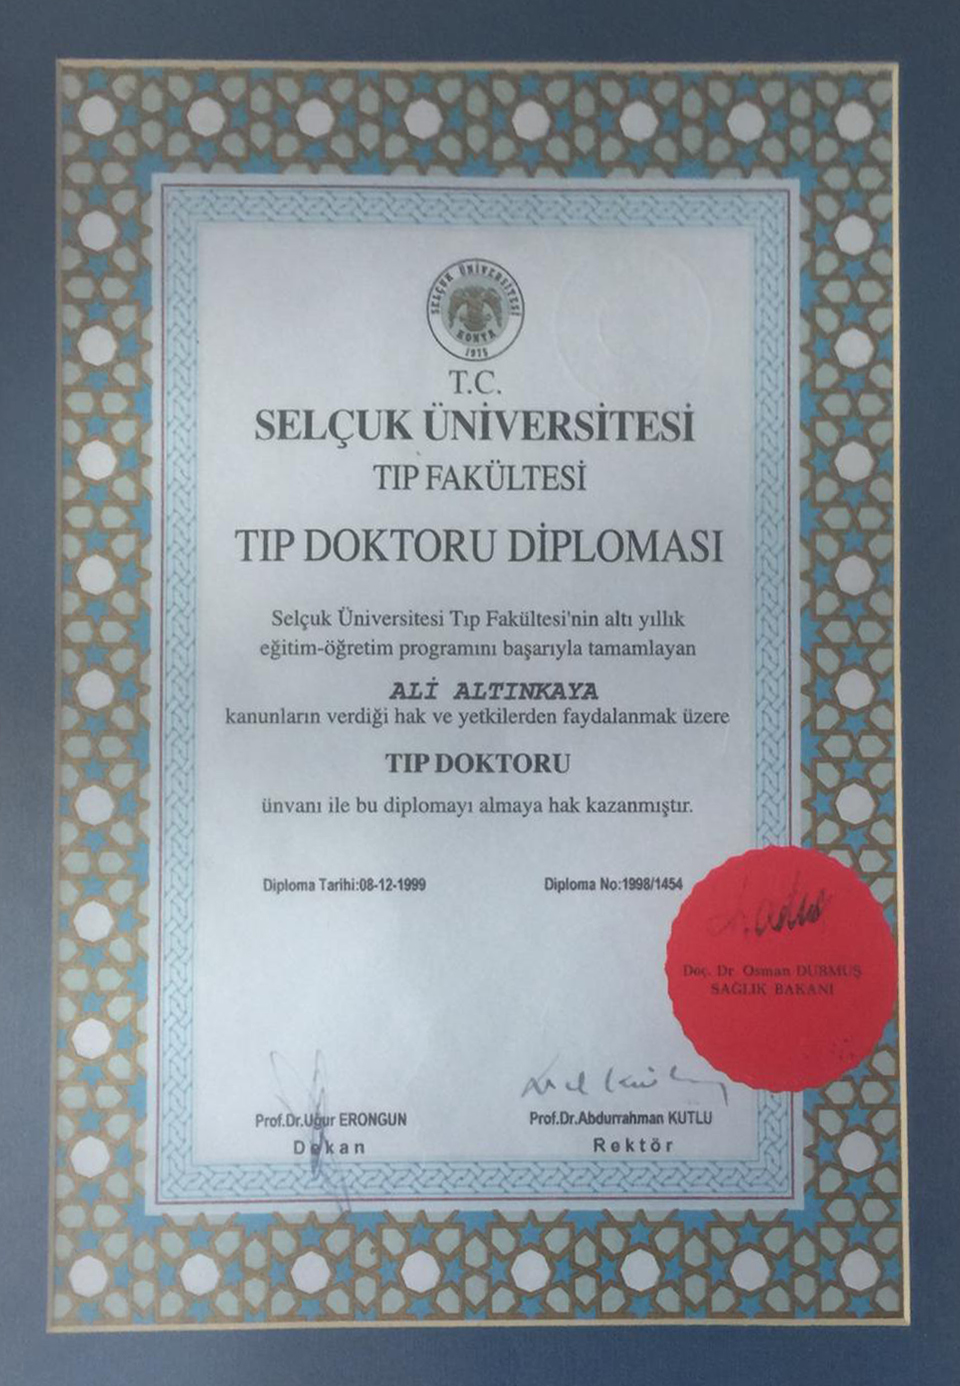 SELÇUK ÜNİVERSİTESİ
KONYA
1975
T.C.
SELÇUK ÜNİVERSİTESİ
TIP FAKÜLTESİ
TIP DOKTORU DİPLOMASI
Selçuk Üniversitesi Tıp Fakültesi'nin altı yıllık
eğitim-öğretim programını başarıyla tamamlayan
ALİ ALTINKAYA
kanunların verdiği hak ve yetkilerden faydalanmak üzere
TIP DOKTORU
ünvanı ile bu diplomayı almaya hak kazanmıştır.
Diploma Tarihi:08-12-1999
Diploma No:1998/1454
Doç. Dr Osman DURMUŞ
SAĞLIK BAKANI
Prof.Dr.Uğur ERONGUN
Dekan
Prof.Dr.Abdurrahman KUTLU
Rektör